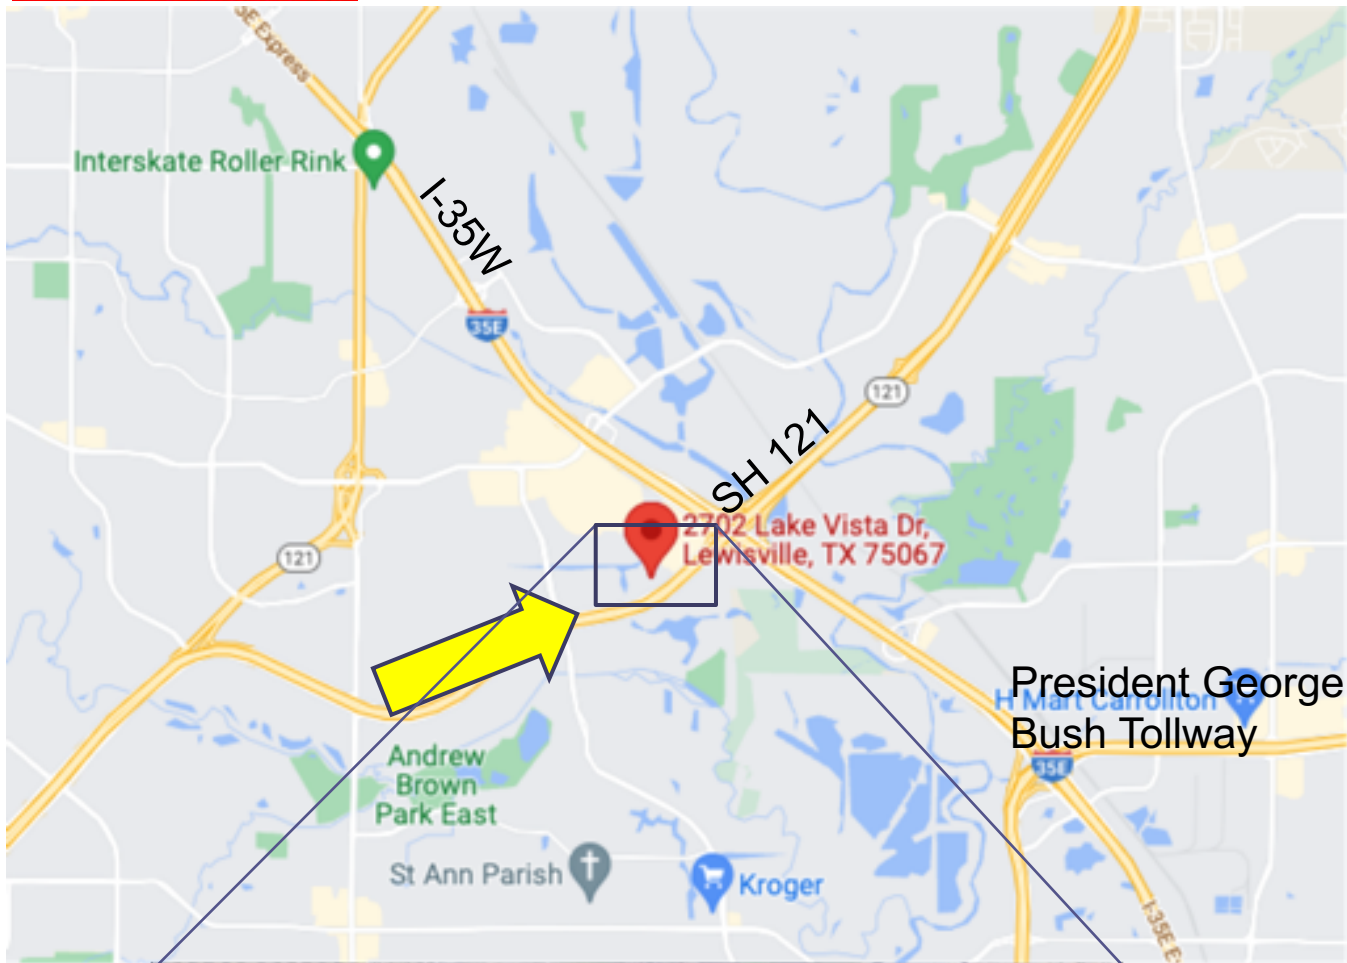 5E Express
Interskate Roller Rink
I-35W
35E
121
SH 121
2702 Lake Vista Dr,
Lewisville, TX 75067
121
President George
H Mart Carrollton
Bush Tollway
35E
Andrew
Brown
Park East
St Ann Parish
Kroger
I-35E E